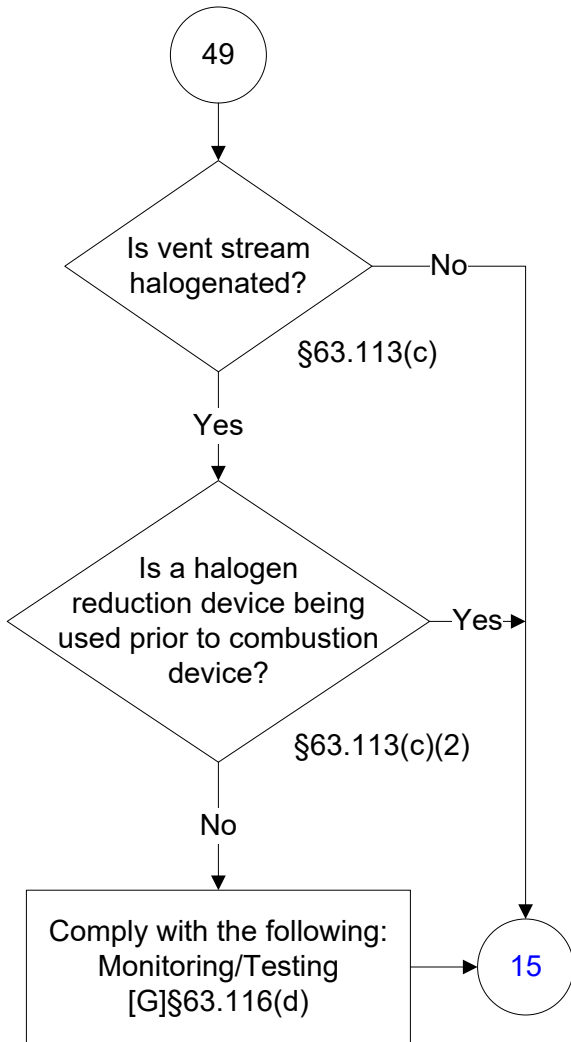 49
Is vent stream
halogenated?
No
§63.113(c)
Yes
Is a halogen
reduction device being
used prior to combustion
device?
Yes
§63.113(c)(2)
No
Comply with the following:
Monitoring/Testing
[G]§63.116(d)
15